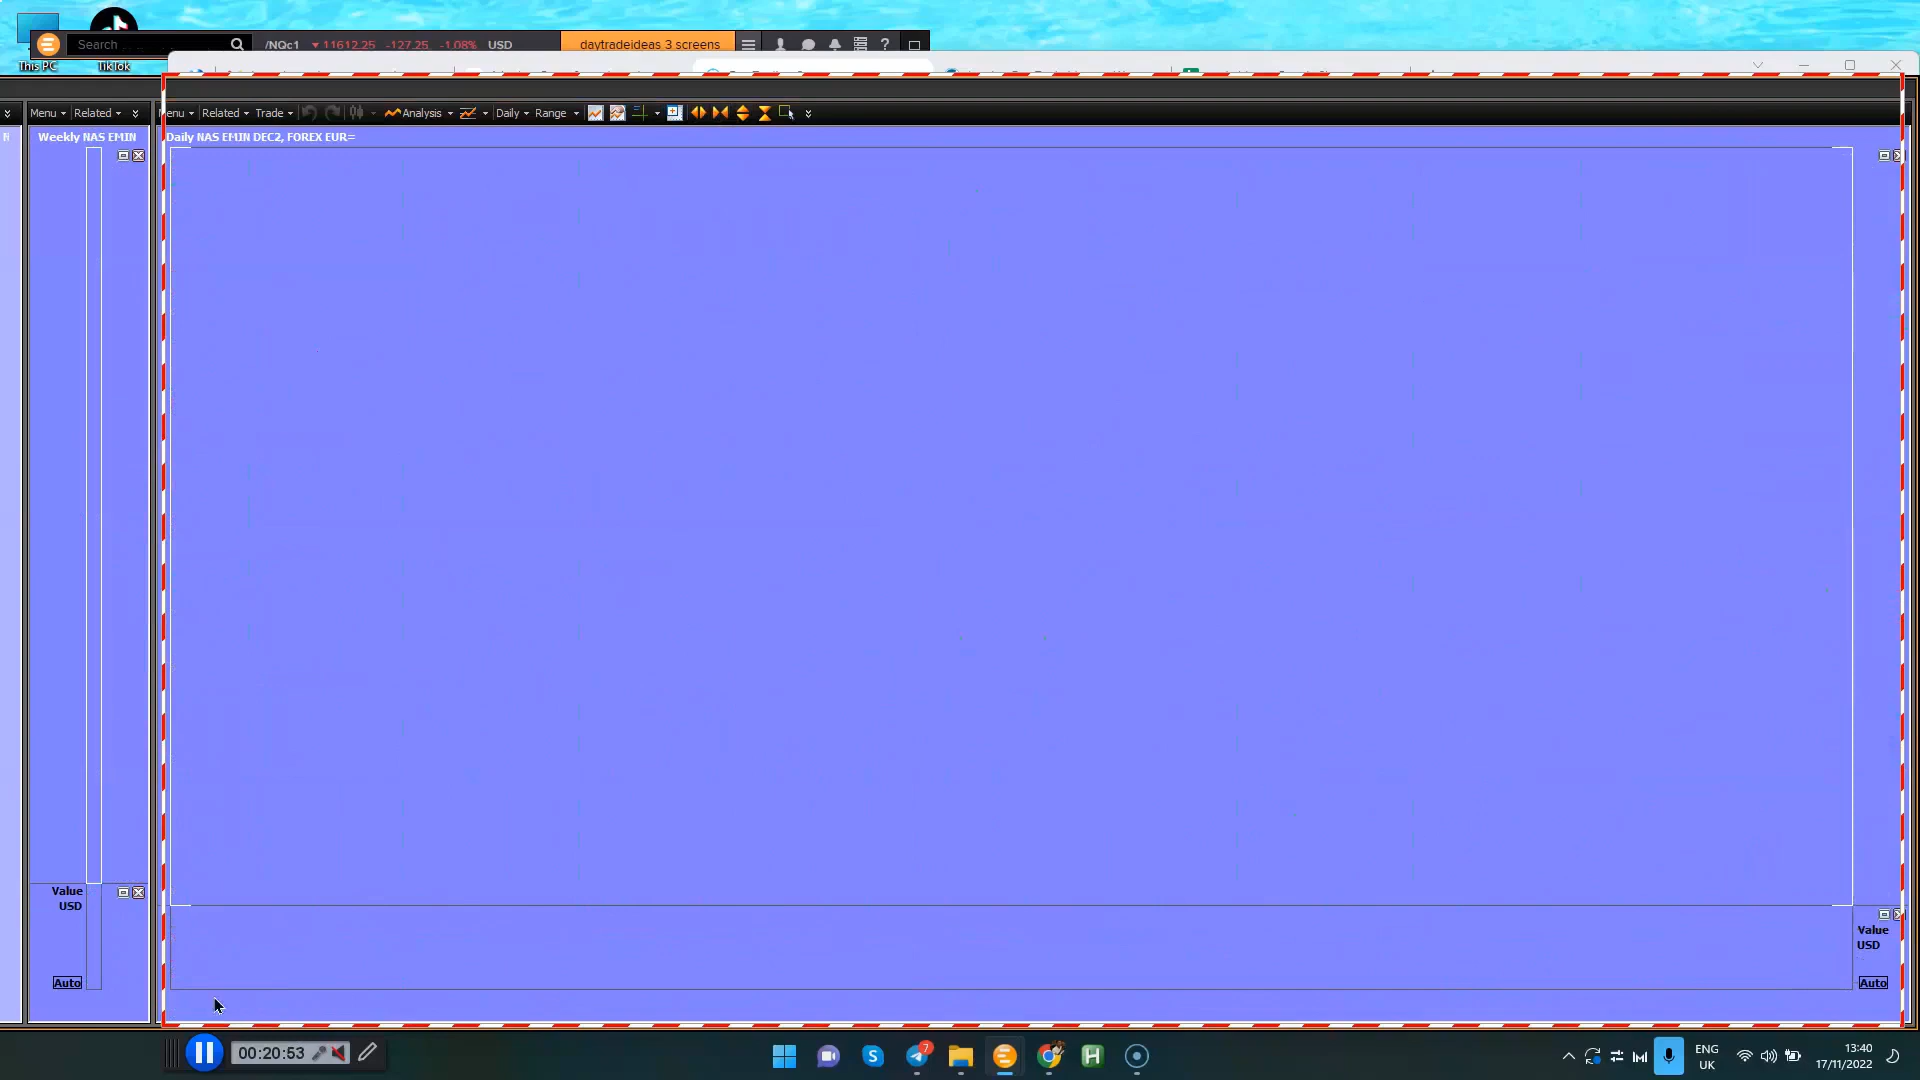 This PC
TikTok
Search
/NQc1 11612.25 -127.25 -1.08% USD
daytradeideas 3 screens
?
Menu Related
Menu Related Trade Analysis Daily Range
N
Weekly NAS EMIN
Daily NAS EMIN DEC2, FOREX EUR=
Value
USD
Auto
Value
USD
Auto
00:20:53
7
ENG
UK
13:40
17/11/2022